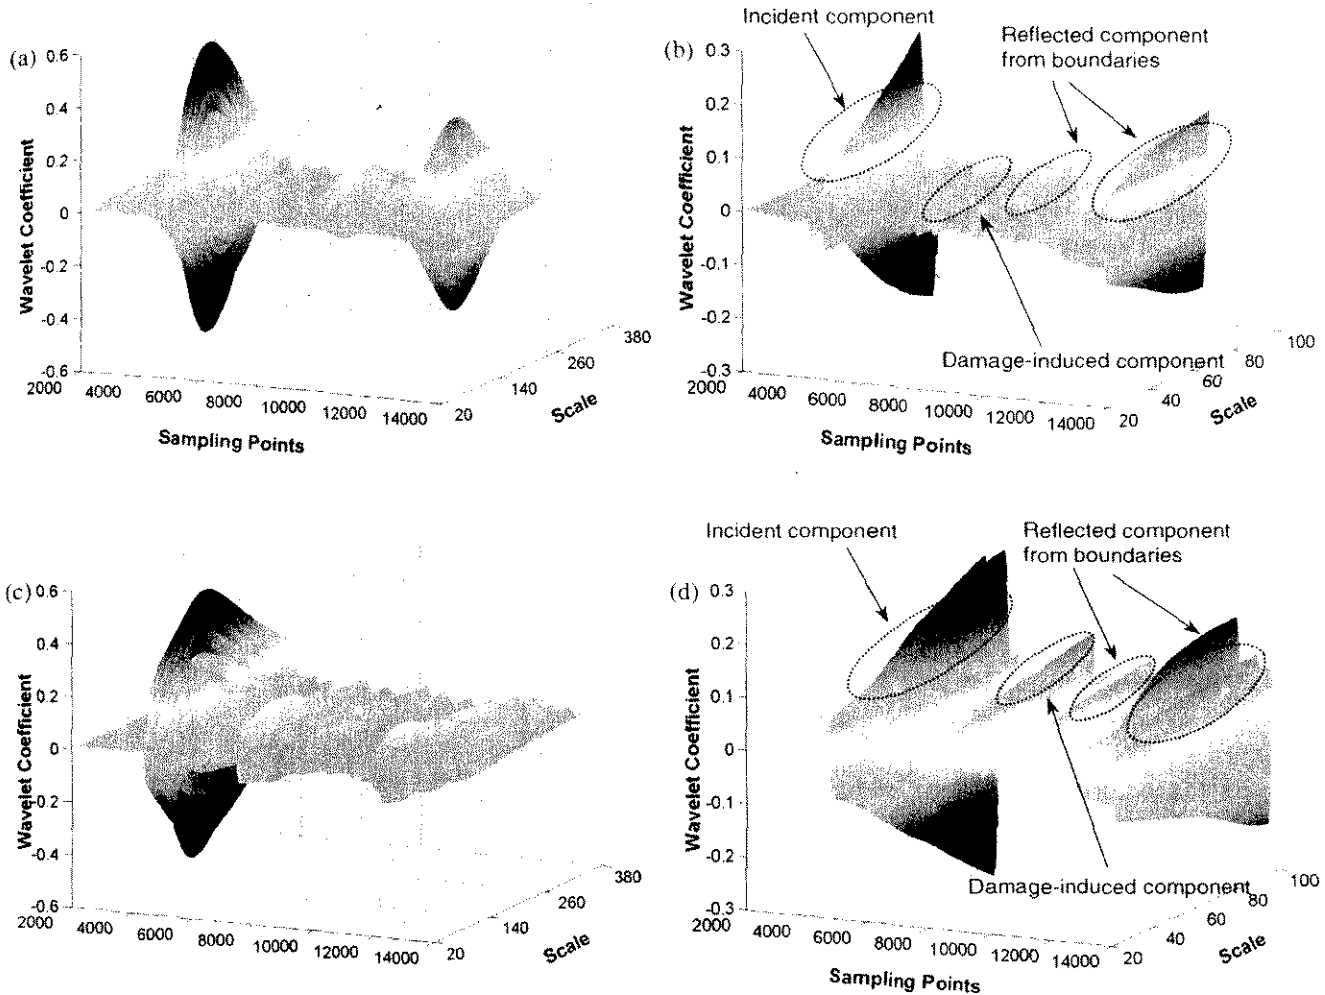 (a)
0.6
0.4
0.2
0
-0.2
-0.4
-0.6
Wavelet Coefficient
2000 4000 6000 8000 10000 12000 14000
Sampling Points
20 140 260 380
Scale
(b)
Incident component
Reflected component
from boundaries
0.3
0.2
0.1
0
-0.1
-0.2
-0.3
Wavelet Coefficient
Damage-induced component
2000 4000 6000 8000 10000 12000 14000
Sampling Points
20 40 60 80 100
Scale
(c)
0.6
0.4
0.2
0
-0.2
-0.4
-0.6
Wavelet Coefficient
2000 4000 6000 8000 10000 12000 14000
Sampling Points
20 140 260 380
Scale
(d)
Incident component
Reflected component
from boundaries
0.3
0.2
0.1
0
-0.1
-0.2
-0.3
Wavelet Coefficient
Damage-induced component
2000 4000 6000 8000 10000 12000 14000
Sampling Points
20 40 60 80 100
Scale